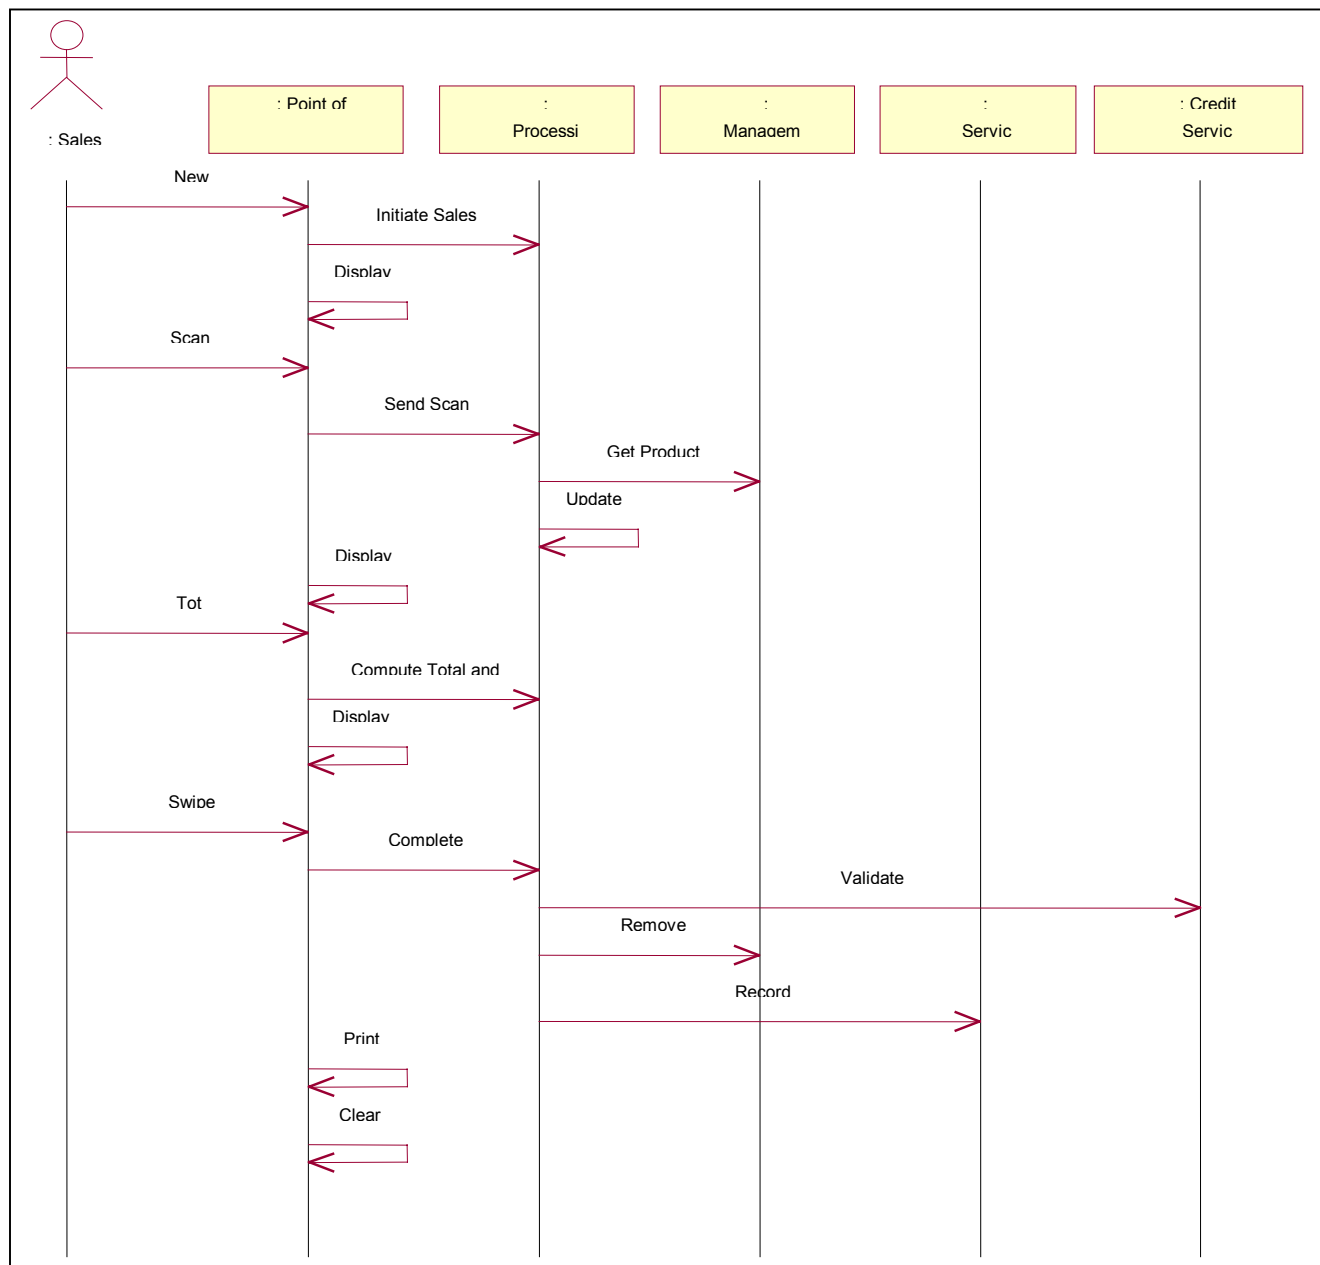 : Sales
: Point of
:
Processi
:
Managem
:
Servic
: Credit
Servic
New
Initiate Sales
Display
Scan
Send Scan
Get Product
Update
Display
Tot
Compute Total and
Display
Swipe
Complete
Validate
Remove
Record
Print
Clear